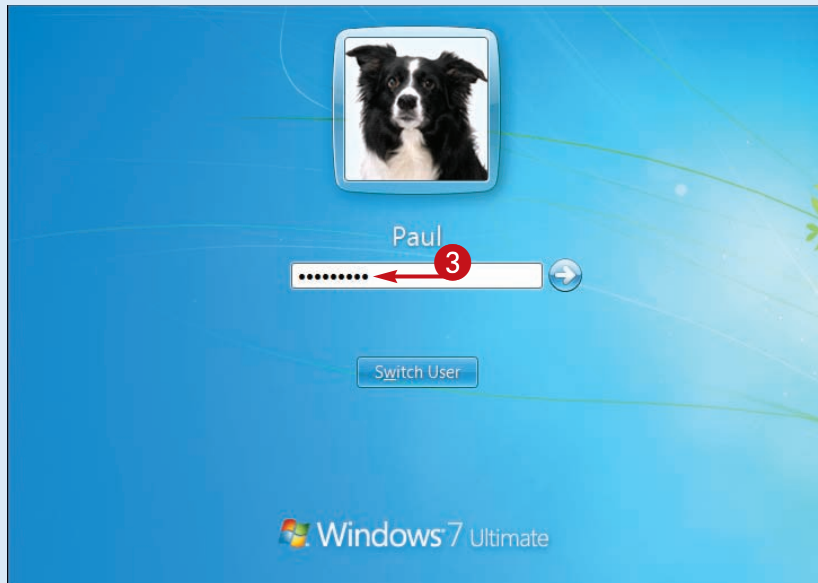 Paul
•••••••••
3
Switch User
Windows 7 Ultimate